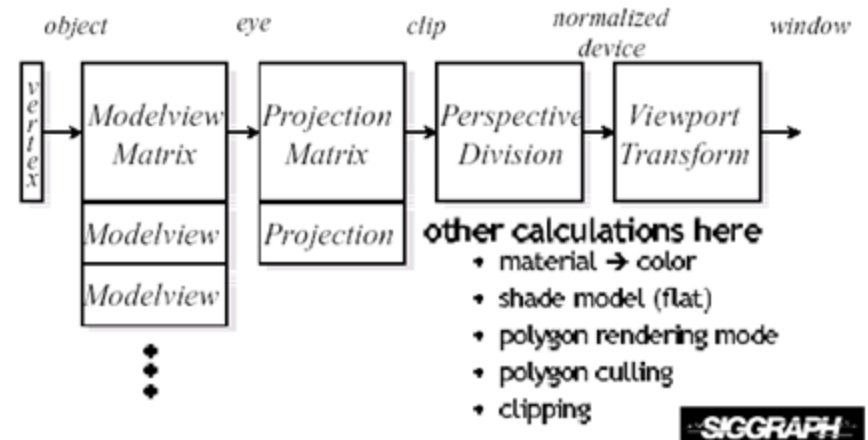 object
eye
clip
normalized
device
window
vertex
Modelview
Matrix
Projection
Matrix
Perspective
Division
Viewport
Transform
Modelview
Projection
Modelview
other calculations here
• material → color
• shade model (flat)
• polygon rendering mode
• polygon culling
• clipping
SIGGRAPH